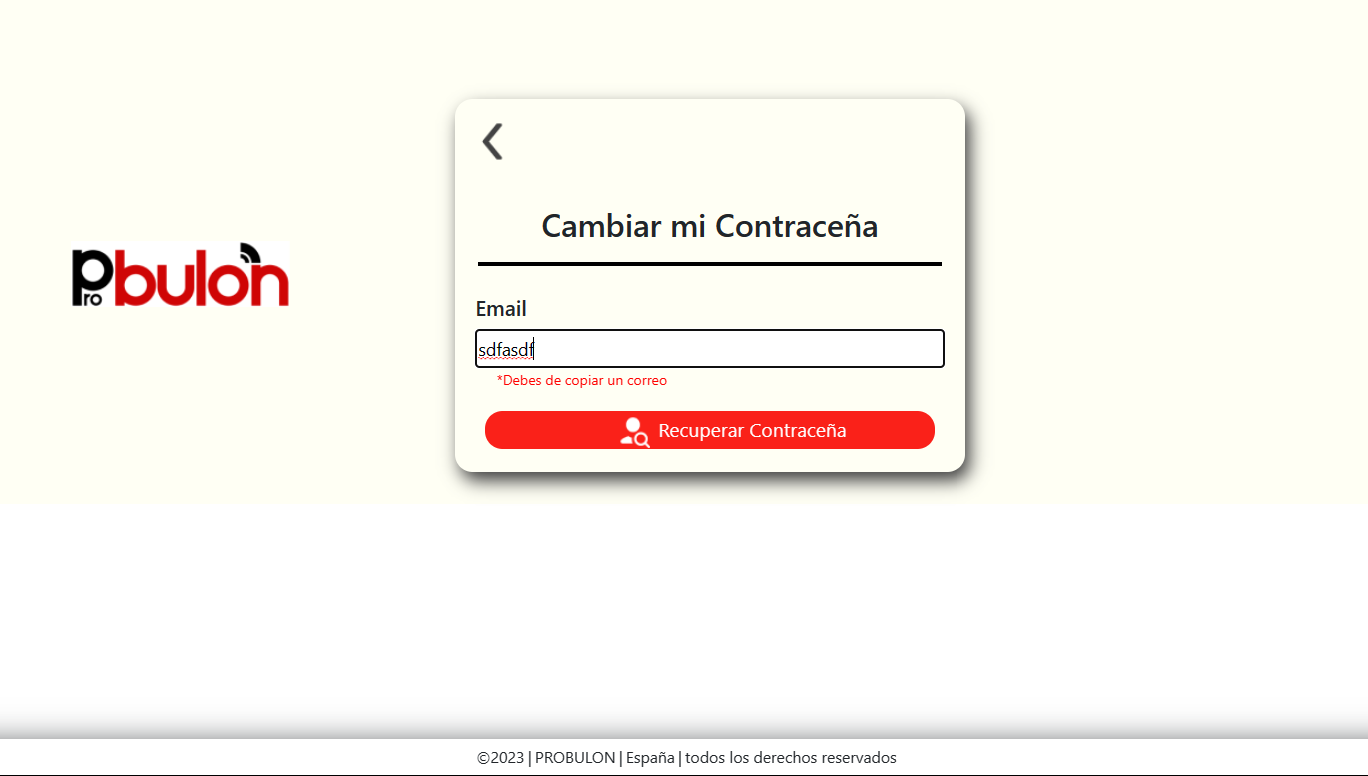 Cambiar mi Contraceña
Probulon
Email
sdfasdf
*Debes de copiar un correo
Recuperar Contraceña
©2023 | PROBULON | España | todos los derechos reservados